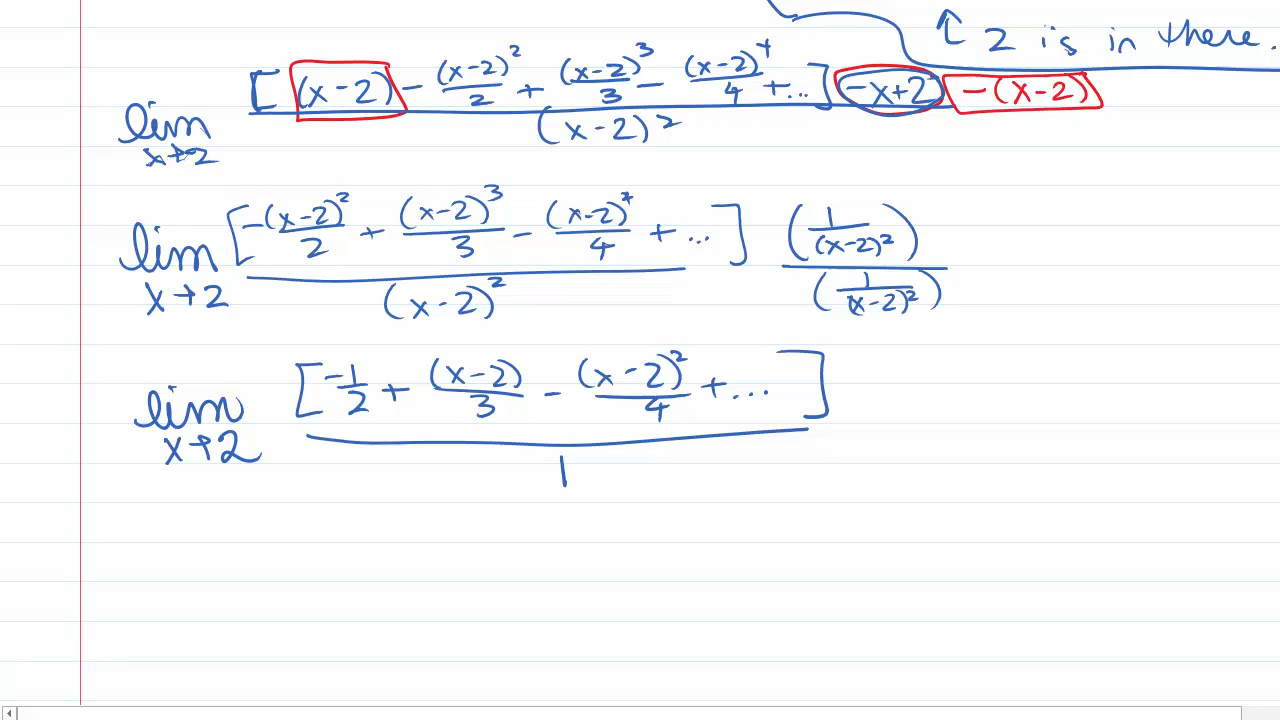 ↑ 2 is in there.
lim x→2 [(x-2) - (x-2)^2/2 + (x-2)^3/3 - (x-2)^4/4 + ...] -x+2 / (x-2)^2 -(x-2)
lim x→2 [-(x-2)^2/2 + (x-2)^3/3 - (x-2)^4/4 + ...] / (x-2)^2 (1/(x-2)^2) / (1/(x-2)^2)
lim x→2 [-1/2 + (x-2)/3 - (x-2)^2/4 + ...] / 1